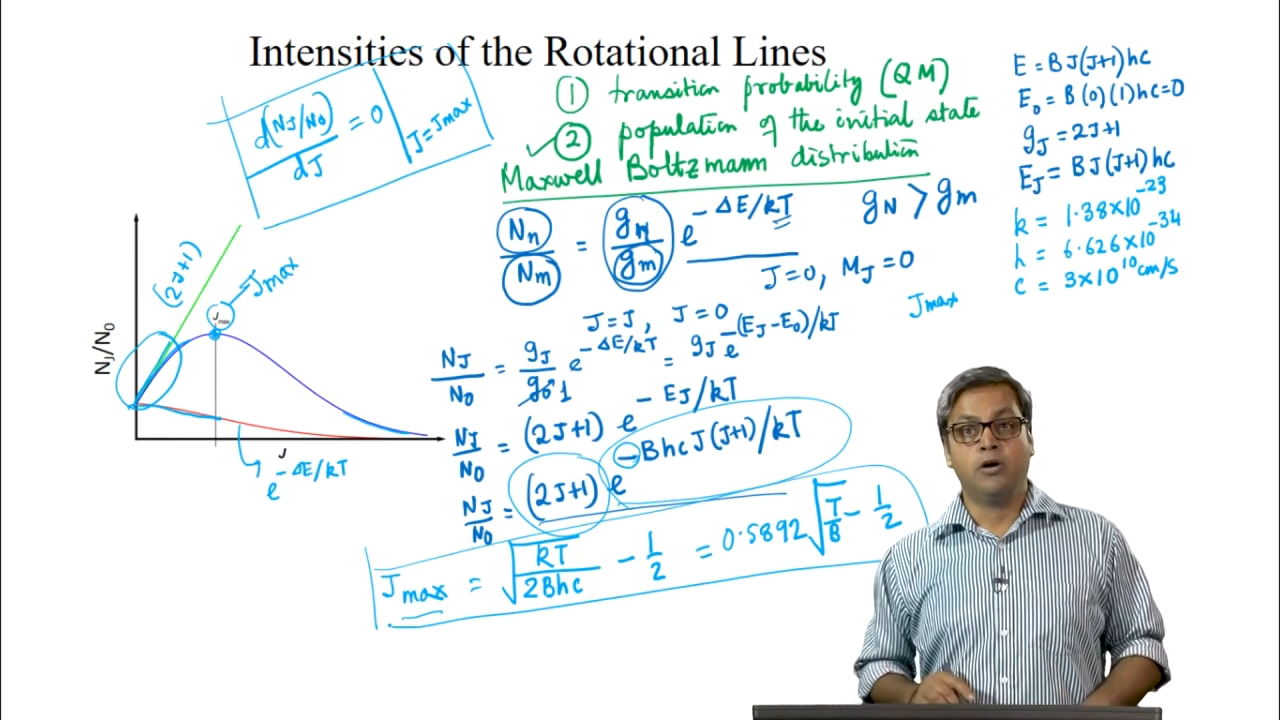 Intensities of the Rotational Lines
① transition probability (QM)
✓② population of the initial state
Maxwell Boltzmann distribution
d(NJ/N0)/dJ = 0 | J=Jmax
E = BJ(J+1)hc
E0 = B(0)(1)hc=0
gJ = 2J+1
EJ = BJ(J+1)hc
k = 1.38×10^-23
h = 6.626×10^-34
c = 3×10^10 cm/s
Nn/Nm = gn/gm e^-ΔE/kT gN > gm
J=0, MJ=0
Jmax
J=J, J=0
NJ/N0 = gJ/g0 1 e^-ΔE/kT = gJ e^-(EJ-E0)/kT
NJ/N0 = (2J+1) e^-EJ/kT
NJ/N0 = (2J+1) e^-BhcJ(J+1)/kT
Jmax = √(kT/2Bhc) - 1/2 = 0.5892 √(T/B) - 1/2
(2J+1)
Jmax
Jmax
NJ/N0
J
e^-ΔE/kT